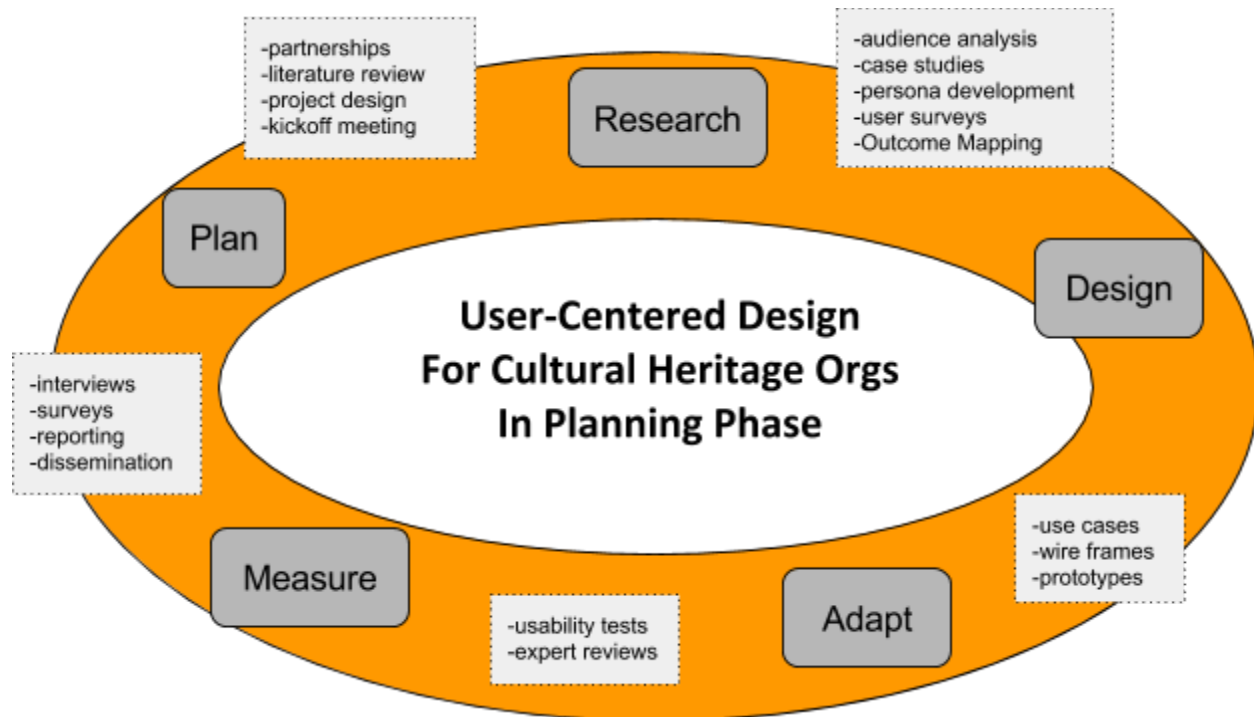 -partnerships
-literature review
-project design
-kickoff meeting
Research
-audience analysis
-case studies
-persona development
-user surveys
-Outcome Mapping
Plan
Design
User-Centered Design
For Cultural Heritage Orgs
In Planning Phase
-interviews
-surveys
-reporting
-dissemination
Measure
-usability tests
-expert reviews
Adapt
-use cases
-wire frames
-prototypes